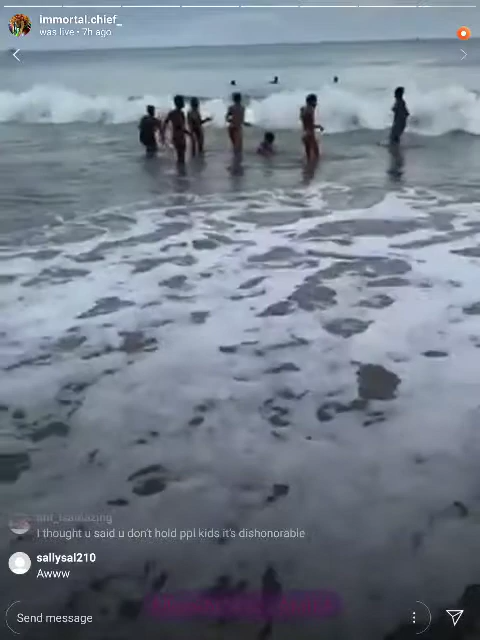 immortal.chief_
was live • 7h ago
I thought u said u don't hold ppl kids it's dishonorable
sallysal210
Awww
Send message